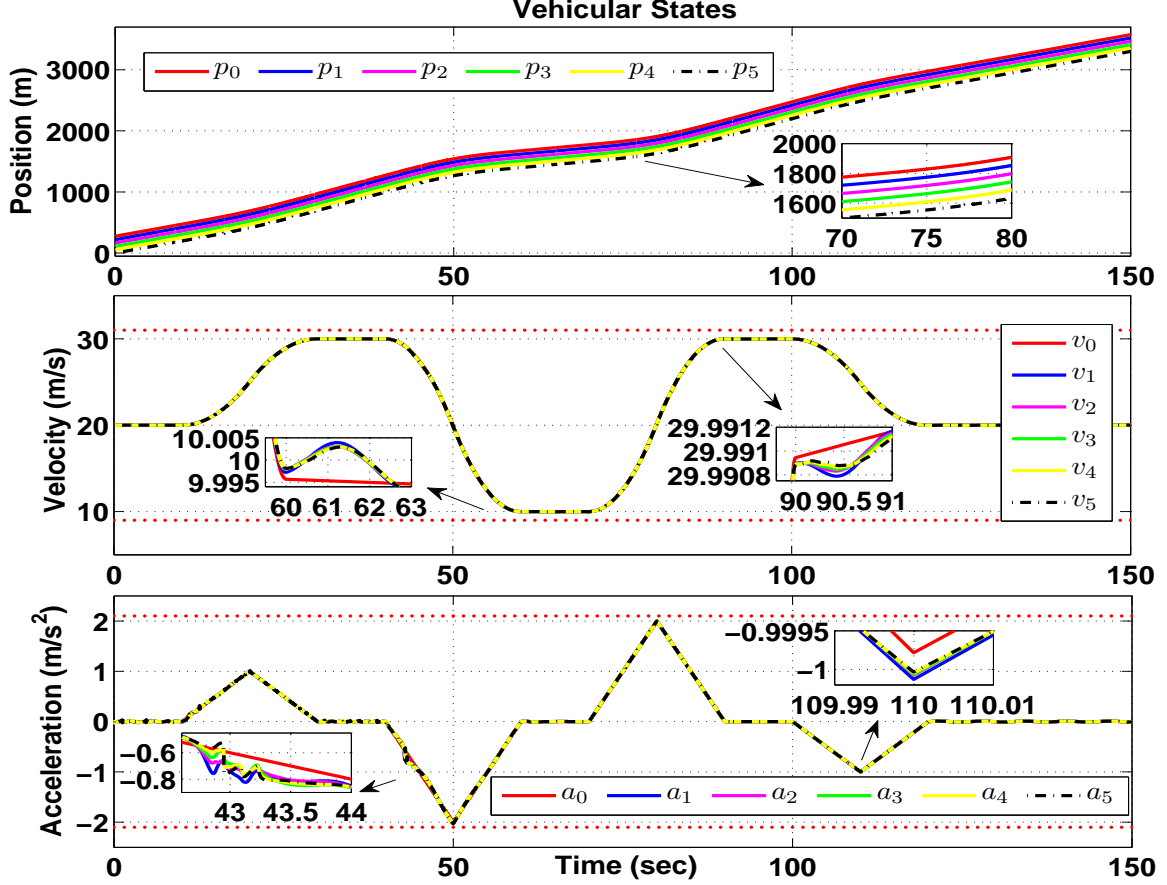 Vehicular States
Position (m)
3000
2000
1000
0
p0 p1 p2 p3 p4 p5
2000
1800
1600
70 75 80
0 50 100 150
Velocity (m/s)
30
20
10
10.005
10
9.995
60 61 62 63
29.9912
29.991
29.9908
90 90.5 91
v0
v1
v2
v3
v4
v5
0 50 100 150
Acceleration (m/s²)
2
1
0
−1
−2
−0.6
−0.8
43 43.5 44
−0.9995
−1
109.99 110 110.01
a0 a1 a2 a3 a4 a5
0 50 100 150
Time (sec)